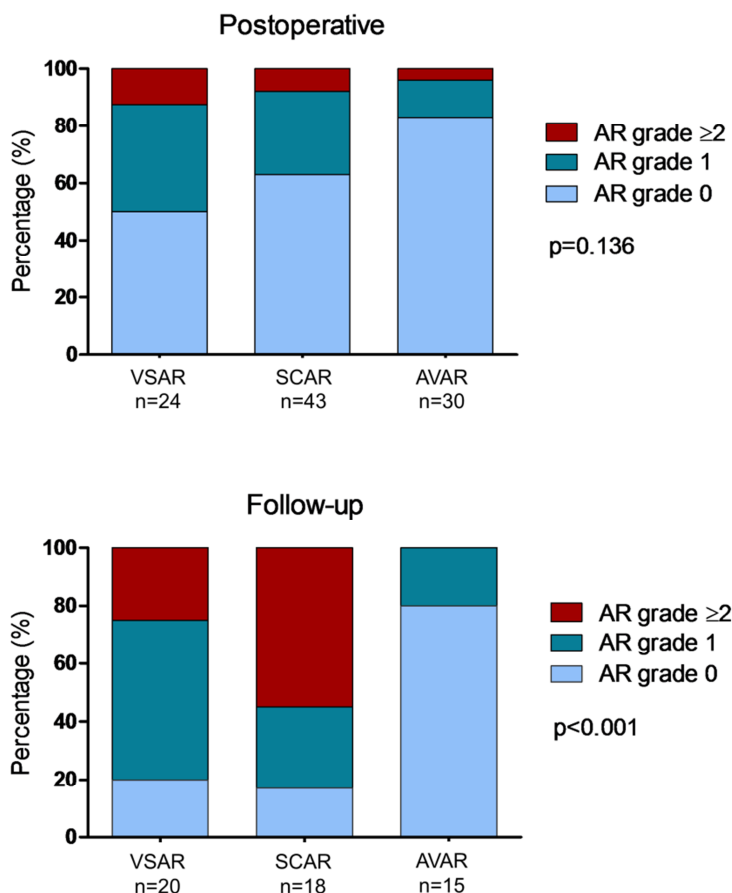 Postoperative
Percentage (%)
100
80
60
40
20
0
VSAR
n=24
SCAR
n=43
AVAR
n=30
AR grade ≥2
AR grade 1
AR grade 0
p=0.136
Follow-up
Percentage (%)
100
80
60
40
20
0
VSAR
n=20
SCAR
n=18
AVAR
n=15
AR grade ≥2
AR grade 1
AR grade 0
p<0.001